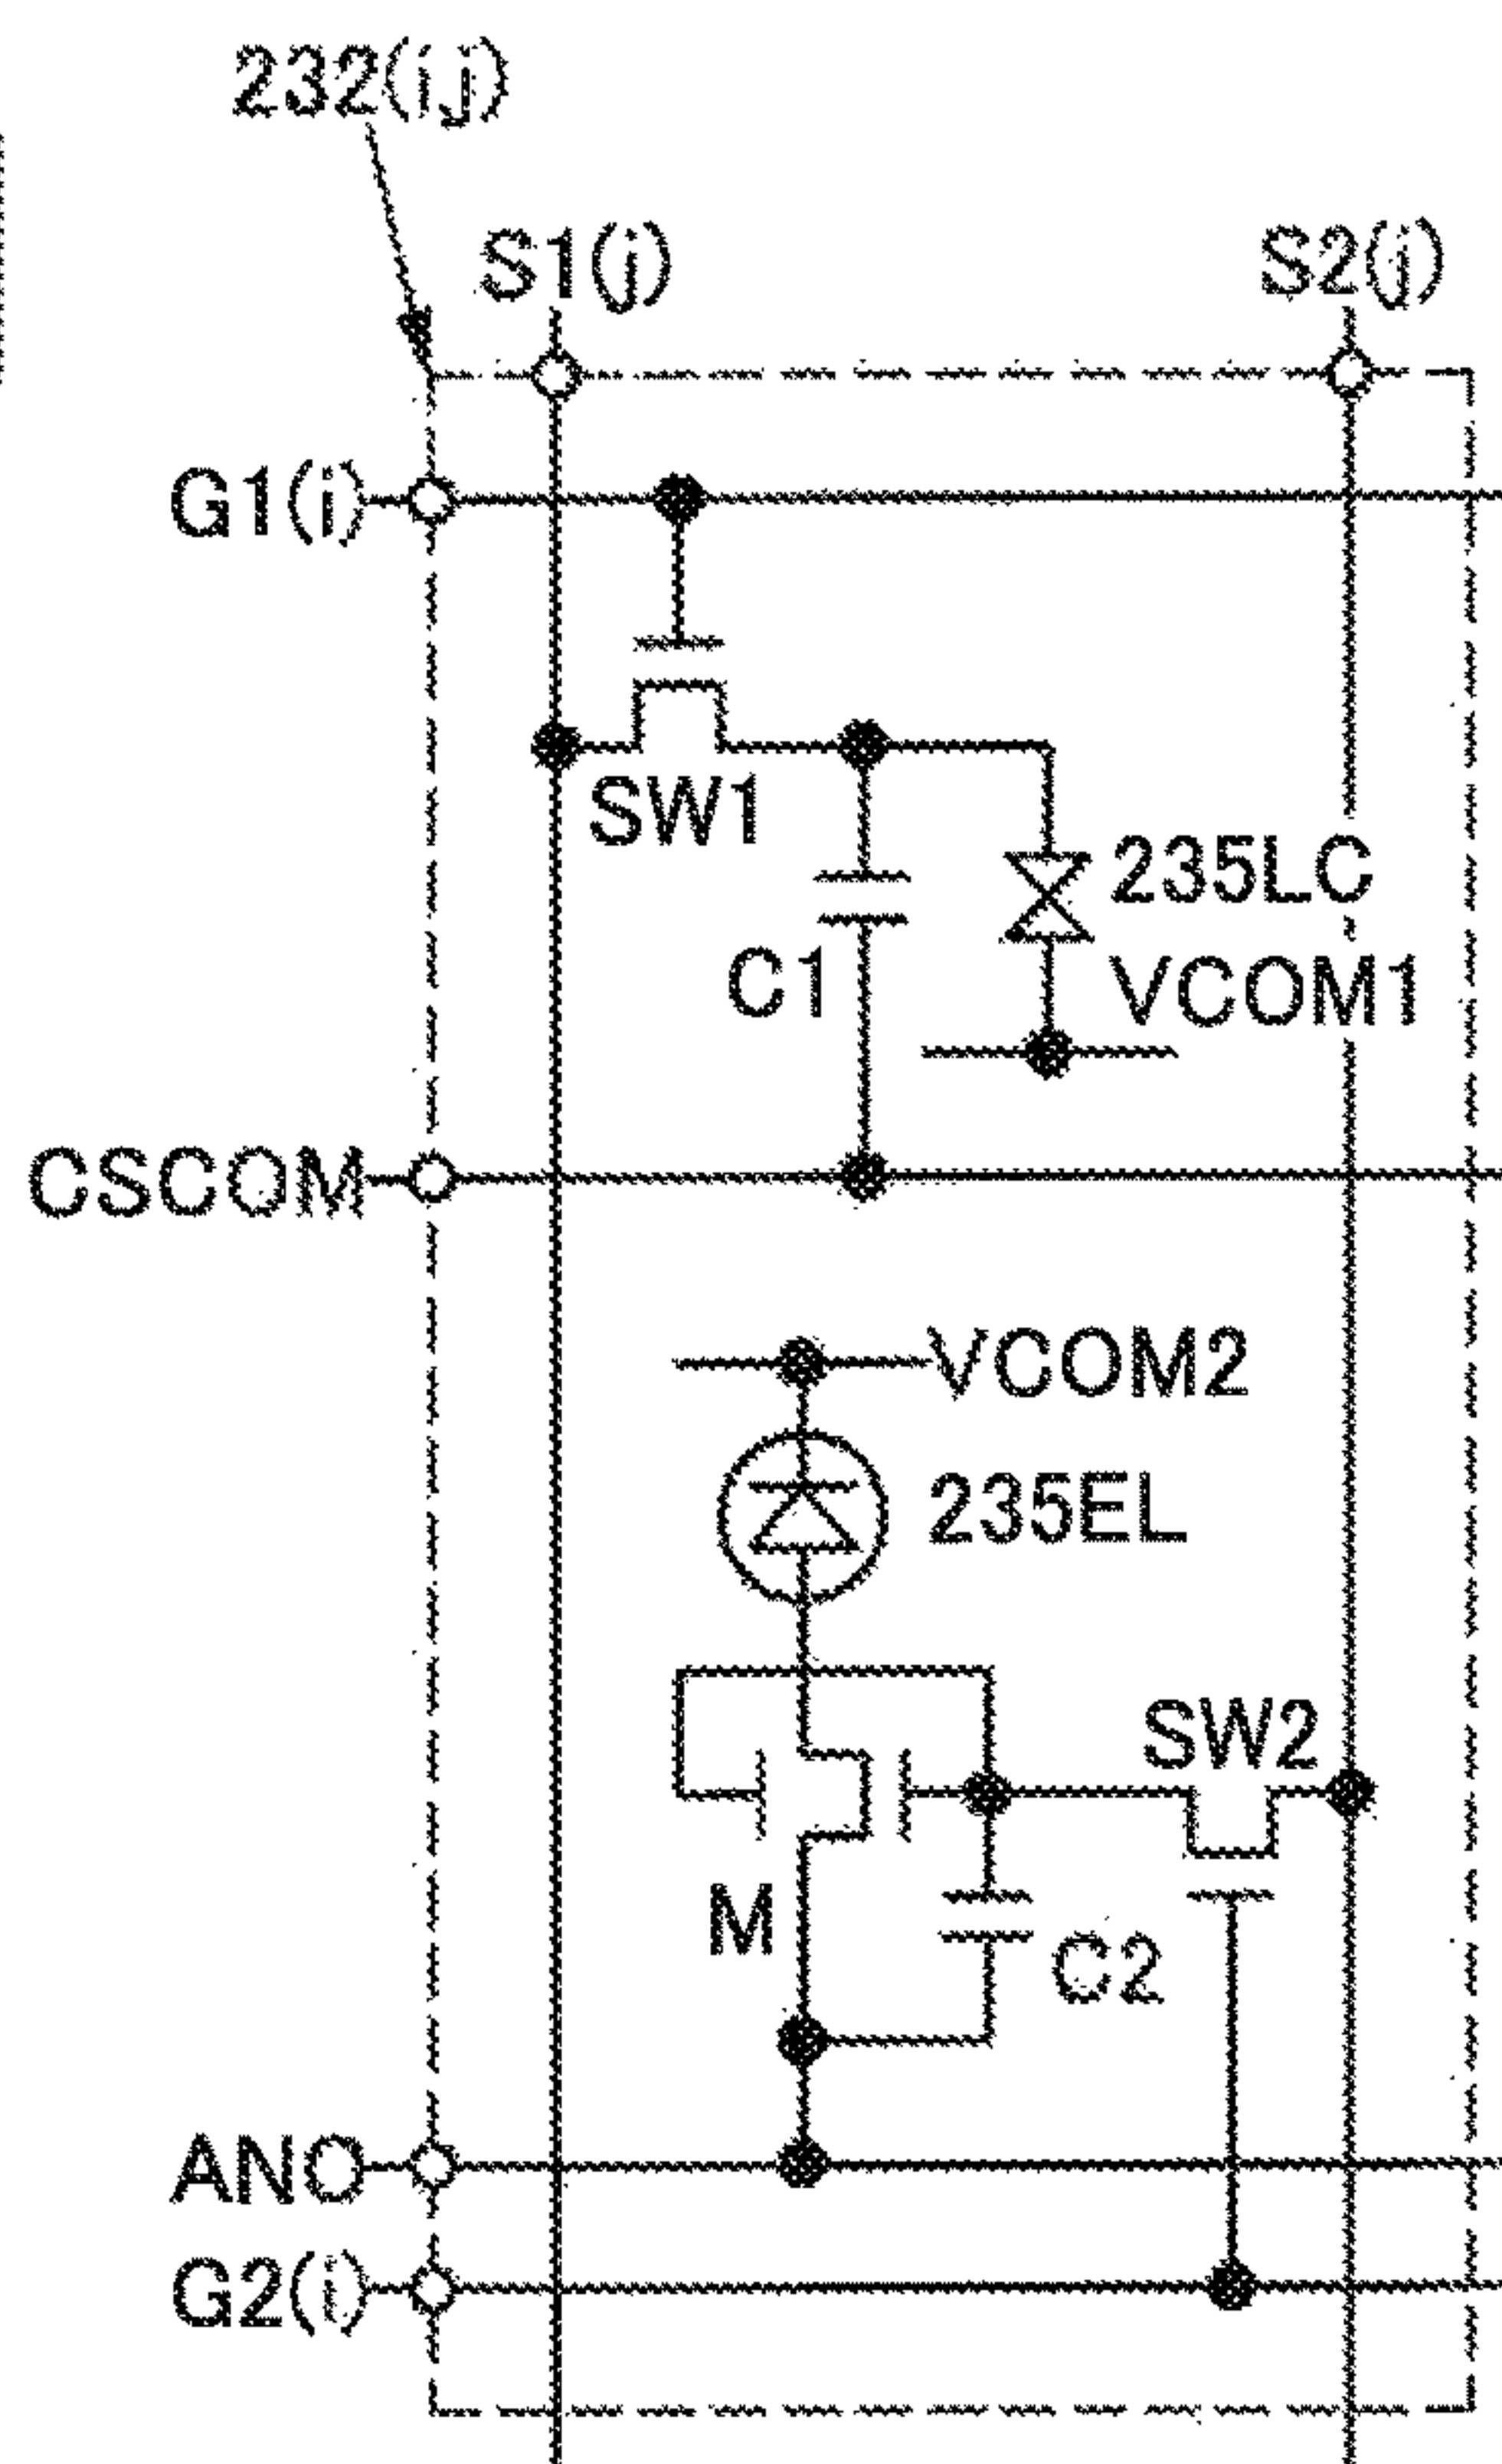 232(i,j)
S1(j)
S2(j)
G1(i)
SW1
235LC
C1
VCOM1
CSCOM
VCOM2
235EL
SW2
M
C2
ANO
G2(i)